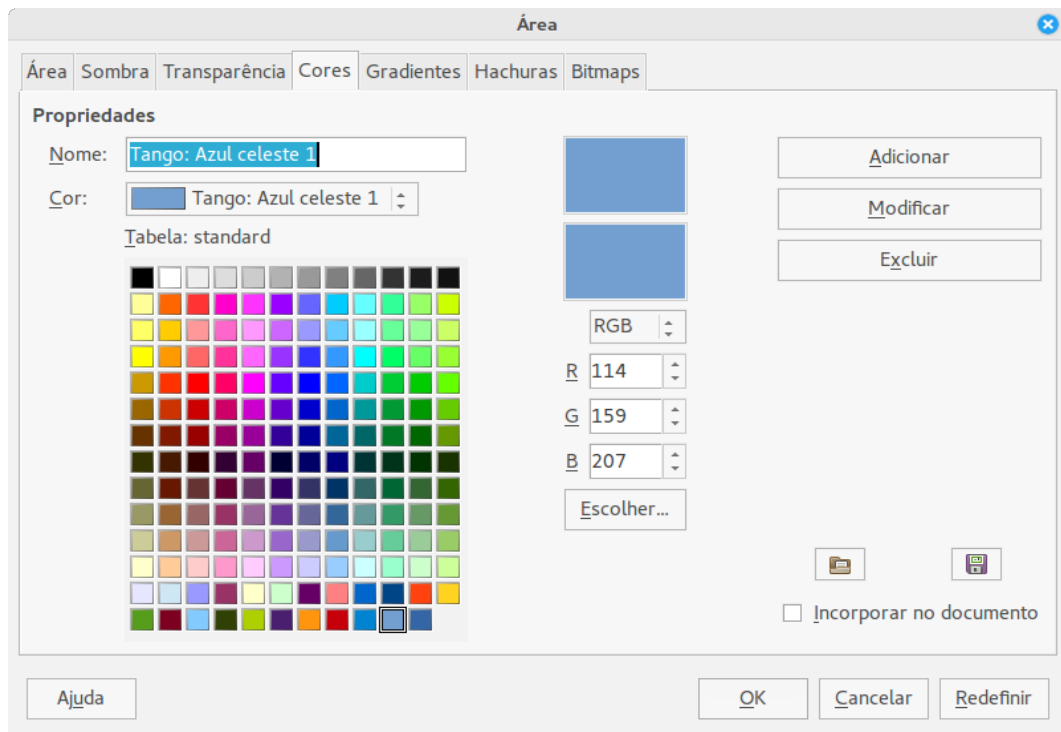 Área
Área Sombra Transparência Cores Gradientes Hachuras Bitmaps
Propriedades
Nome: Tango: Azul celeste 1
Cor: Tango: Azul celeste 1
Tabela: standard
Adicionar
Modificar
Excluir
RGB
R 114
G 159
B 207
Escolher...
Incorporar no documento
Ajuda OK Cancelar Redefinir